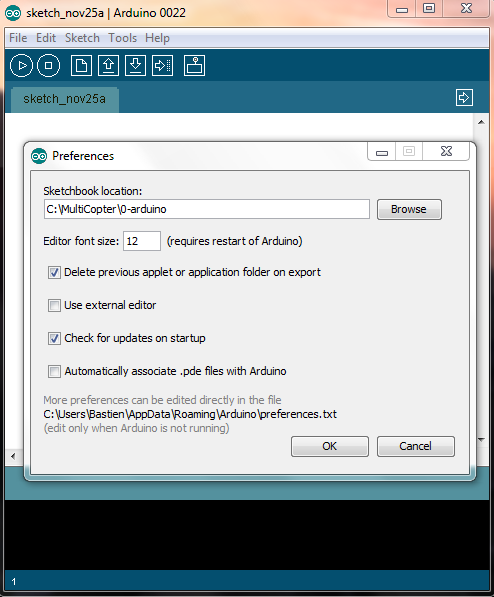 sketch_nov25a | Arduino 0022
File Edit Sketch Tools Help
sketch_nov25a
Preferences
Sketchbook location:
C:\MultiCopter\0-arduino
Browse
Editor font size: 12 (requires restart of Arduino)
Delete previous applet or application folder on export
Use external editor
Check for updates on startup
Automatically associate .pde files with Arduino
More preferences can be edited directly in the file
C:\Users\Bastien\AppData\Roaming\Arduino\preferences.txt
(edit only when Arduino is not running)
OK Cancel
1